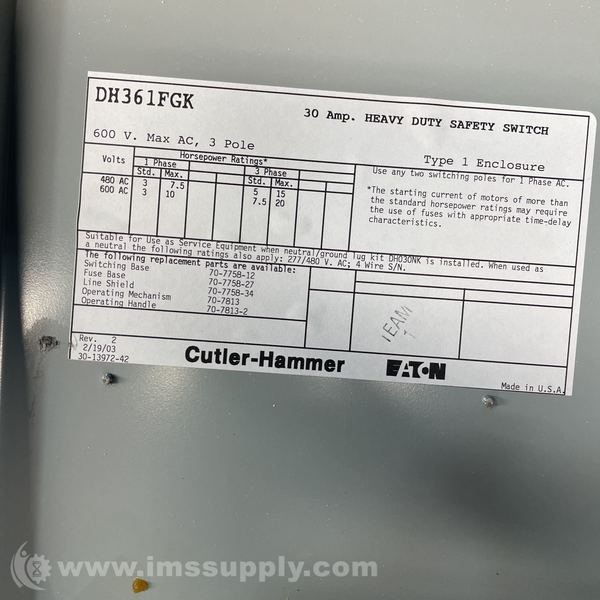 DH361FGK
30 Amp. HEAVY DUTY SAFETY SWITCH
600 V. Max AC, 3 Pole
Type 1 Enclosure
Volts
Horsepower Ratings*
1 Phase
3 Phase
Std. Max.
Std. Max.
480 AC 3 7.5 5 15
600 AC 3 10 7.5 20
Use any two switching poles for 1 Phase AC.
*The starting current of motors of more than
the standard horsepower ratings may require
the use of fuses with appropriate time-delay
characteristics.
Suitable for Use as Service Equipment when neutral/ground lug kit DH030NK is installed. When used as
a neutral the following ratings also apply: 277/480 V. AC; 4 Wire S/N.
The following replacement parts are available:
Switching Base 70-7758-12
Fuse Base 70-7758-27
Line Shield 70-7758-34
Operating Mechanism 70-7813
Operating Handle 70-7813-2
TEAM
1
Rev. 2
2/19/03
30-13972-42
Cutler-Hammer
EATON
Made in U.S.A.
www.imssupply.com